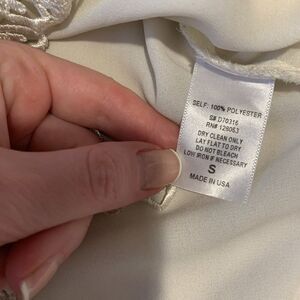 SELF: 100% POLYESTER
S# D70316
RN# 128063
DRY CLEAN ONLY
LAY FLAT TO DRY
DO NOT BLEACH
LOW IRON IF NECESSARY
S
MADE IN USA